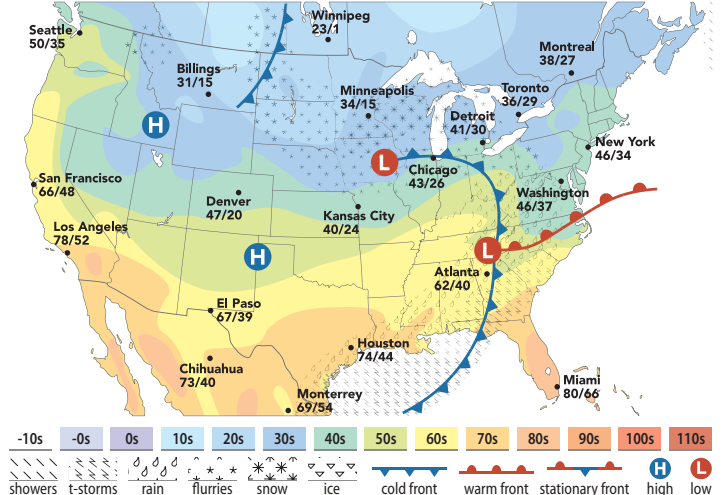 Winnipeg
23/1
Seattle
50/35
Montreal
38/27
Billings
31/15
Minneapolis
34/15
Toronto
36/29
Detroit
41/30
H
New York
46/34
L
Chicago
43/26
San Francisco
66/48
Denver
47/20
Kansas City
40/24
Washington
46/37
Los Angeles
78/52
H
L
Atlanta
62/40
El Paso
67/39
Houston
74/44
Chihuahua
73/40
Miami
80/66
Monterrey
69/54
-10s -0s 0s 10s 20s 30s 40s 50s 60s 70s 80s 90s 100s 110s
H L
showers t-storms rain flurries snow ice cold front warm front stationary front high low